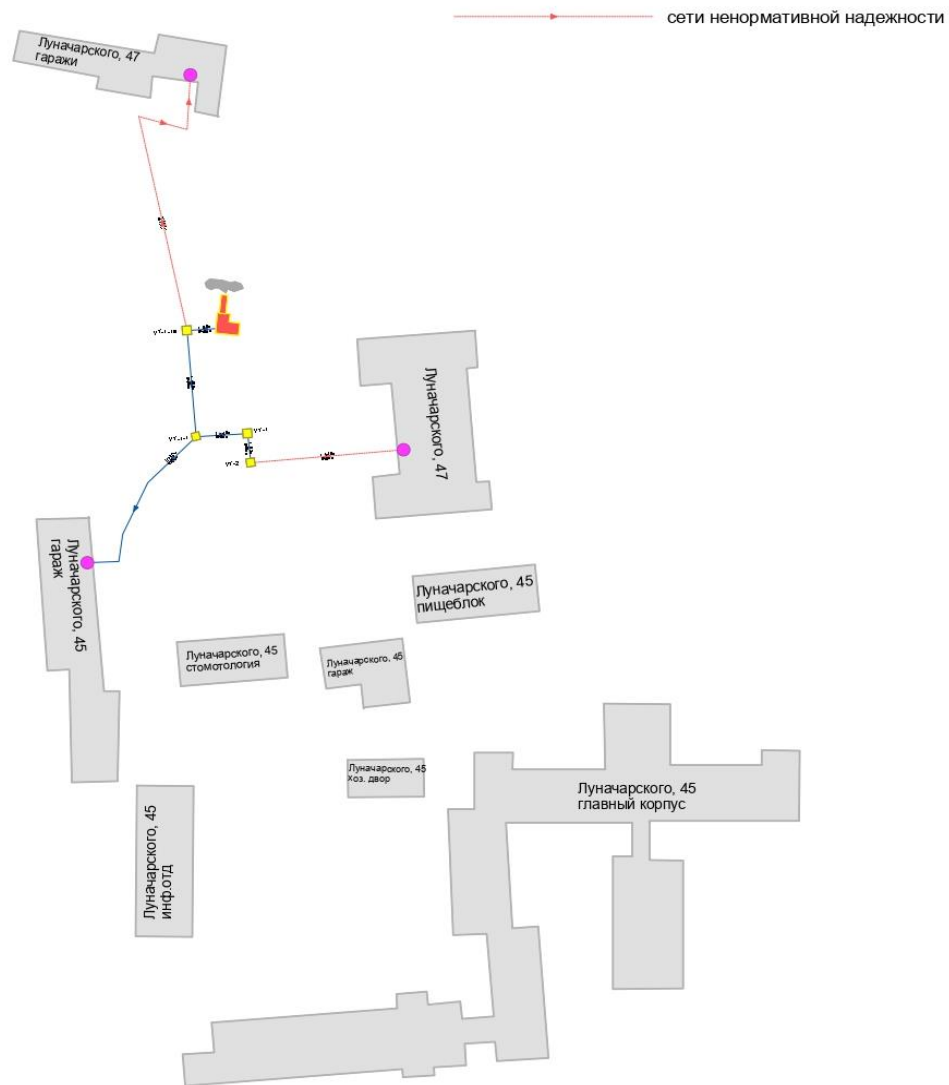 сети ненормативной надежности
Луначарского, 47
гаражи
Луначарского, 47
Луначарского, 45
гараж
Луначарского, 45
пищеблок
Луначарского, 45
стомотология
Луначарского, 45
гараж
Луначарского, 45
хоз. двор
Луначарского, 45
главный корпус
Луначарского, 45
инф.отд